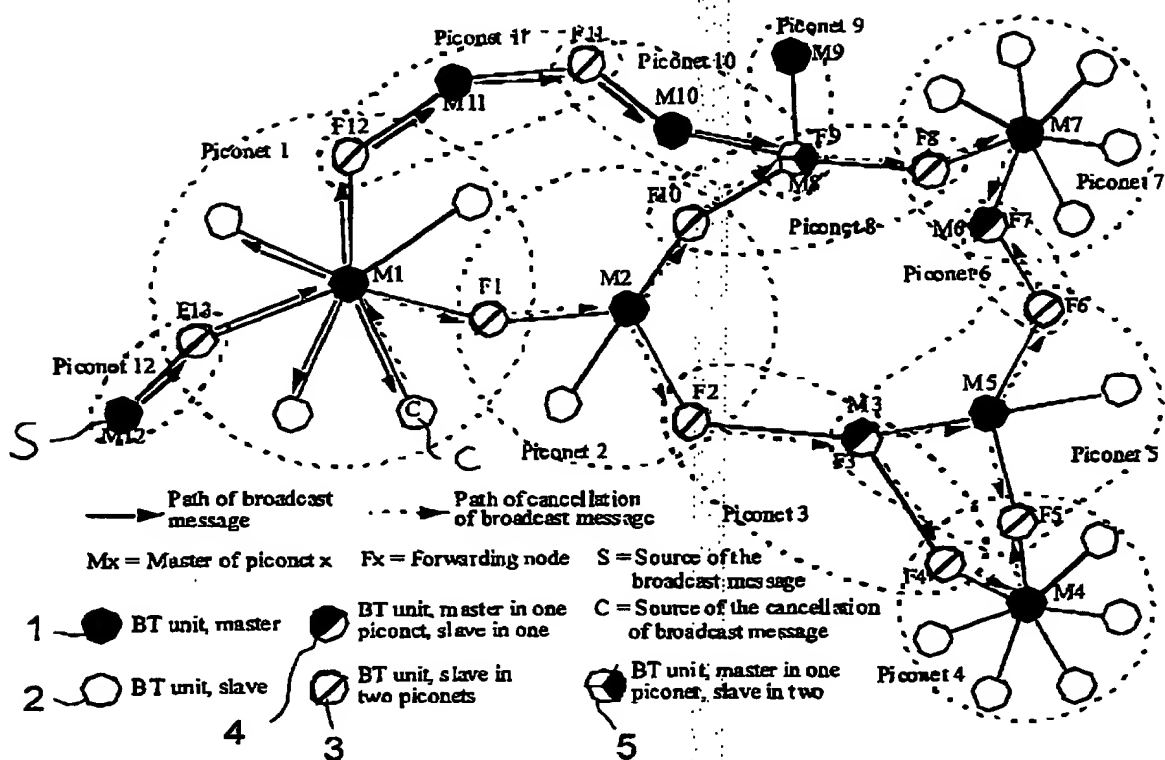 Piconet 9
F11
Piconet 11
M9
Piconet 10
M11
M10
M7
F12
F9
F8
Piconet 1
M8
Piconet 7
F10
Piconet 8
M6 F7
M1
M2
Piconet 6
F1
F13
F6
Piconet 12
M5
F2
M3
S
M12
C
C
Piconet 2
F3
Piconet 5
Path of broadcast
message
Path of cancellation
of broadcast message
Piconet 3
F5
Mx = Master of piconet x
Fx = Forwarding node
S = Source of the
broadcast message
F4
M4
1
BT unit, master
BT unit, master in one
piconet, slave in one
C = Source of the cancellation
of broadcast message
2
BT unit, slave
BT unit, slave in
two piconets
BT unit, master in one
piconet, slave in two
Piconet 4
4
3
5